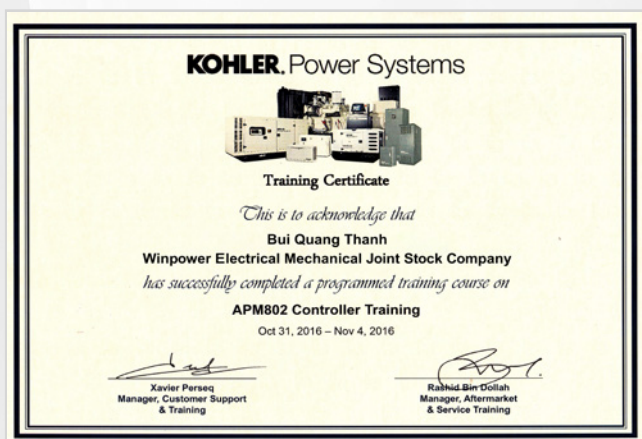 KOHLER. Power Systems
Training Certificate
This is to acknowledge that
Bui Quang Thanh
Winpower Electrical Mechanical Joint Stock Company
has successfully completed a programmed training course on
APM802 Controller Training
Oct 31, 2016 – Nov 4, 2016
Xavier Perseq
Manager, Customer Support
& Training
Rashid Bin Dollah
Manager, Aftermarket
& Service Training